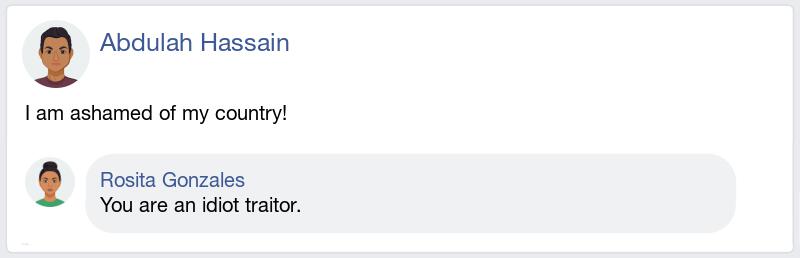 Abdulah Hassain
I am ashamed of my country!
Rosita Gonzales
You are an idiot traitor.